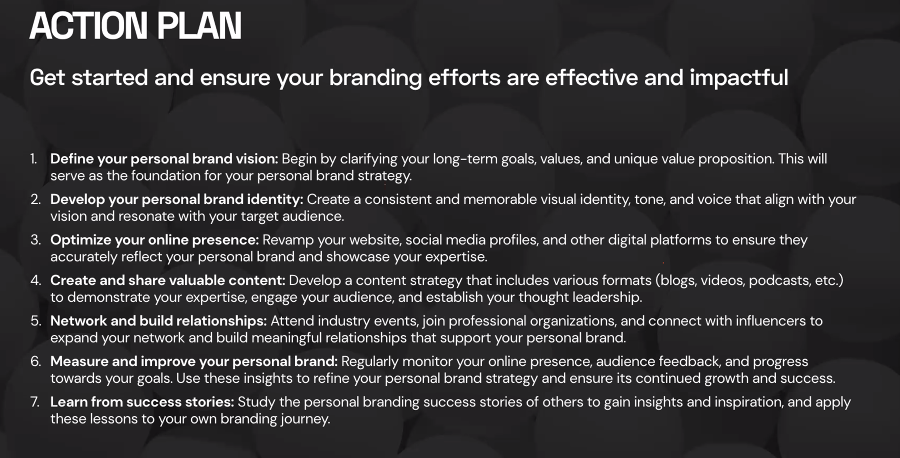 ACTION PLAN
Get started and ensure your branding efforts are effective and impactful
1. Define your personal brand vision: Begin by clarifying your long-term goals, values, and unique value proposition. This will
serve as the foundation for your personal brand strategy.
2. Develop your personal brand identity: Create a consistent and memorable visual identity, tone, and voice that align with your
vision and resonate with your target audience.
3. Optimize your online presence: Revamp your website, social media profiles, and other digital platforms to ensure they
accurately reflect your personal brand and showcase your expertise.
4. Create and share valuable content: Develop a content strategy that includes various formats (blogs, videos, podcasts, etc.)
to demonstrate your expertise, engage your audience, and establish your thought leadership.
5. Network and build relationships: Attend industry events, join professional organizations, and connect with influencers to
expand your network and build meaningful relationships that support your personal brand.
6. Measure and improve your personal brand: Regularly monitor your online presence, audience feedback, and progress
towards your goals. Use these insights to refine your personal brand strategy and ensure its continued growth and success.
7. Learn from success stories: Study the personal branding success stories of others to gain insights and inspiration, and apply
these lessons to your own branding journey.